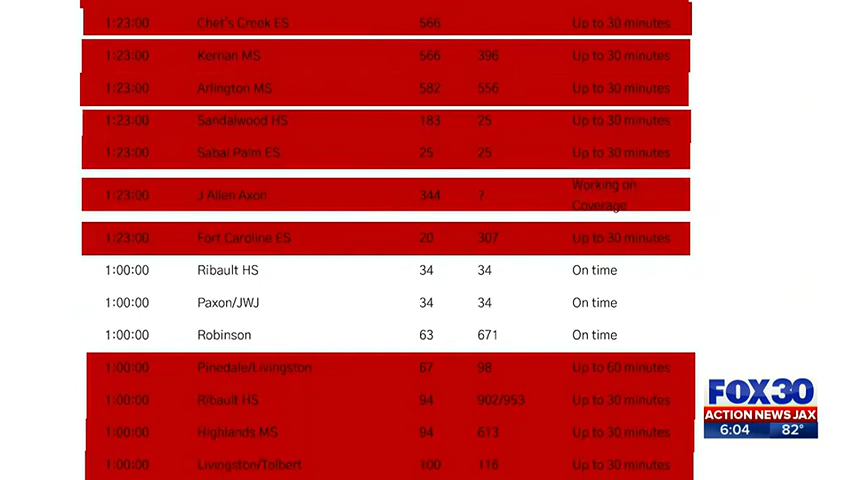 1:23:00 Chet's Creek ES 566 Up to 30 minutes
1:23:00 Kernan MS 566 396 Up to 30 minutes
1:23:00 Arlington MS 582 556 Up to 30 minutes
1:23:00 Sandalwood HS 183 25 Up to 30 minutes
1:23:00 Sabal Palm ES 25 25 Up to 30 minutes
1:23:00 J Allen Axon 344 ? Working on
Coverage
1:23:00 Fort Caroline ES 20 307 Up to 30 minutes
1:00:00 Ribault HS 34 34 On time
1:00:00 Paxon/JWJ 34 34 On time
1:00:00 Robinson 63 671 On time
1:00:00 Pinedale/Livingston 67 98 Up to 60 minutes
1:00:00 Ribault HS 94 902/953 Up to 30 minutes
1:00:00 Highlands MS 94 613 Up to 30 minutes
1:00:00 Livingston/Tolbert 100 116 Up to 30 minutes
FOX30
ACTION NEWS JAX
6:04 82°